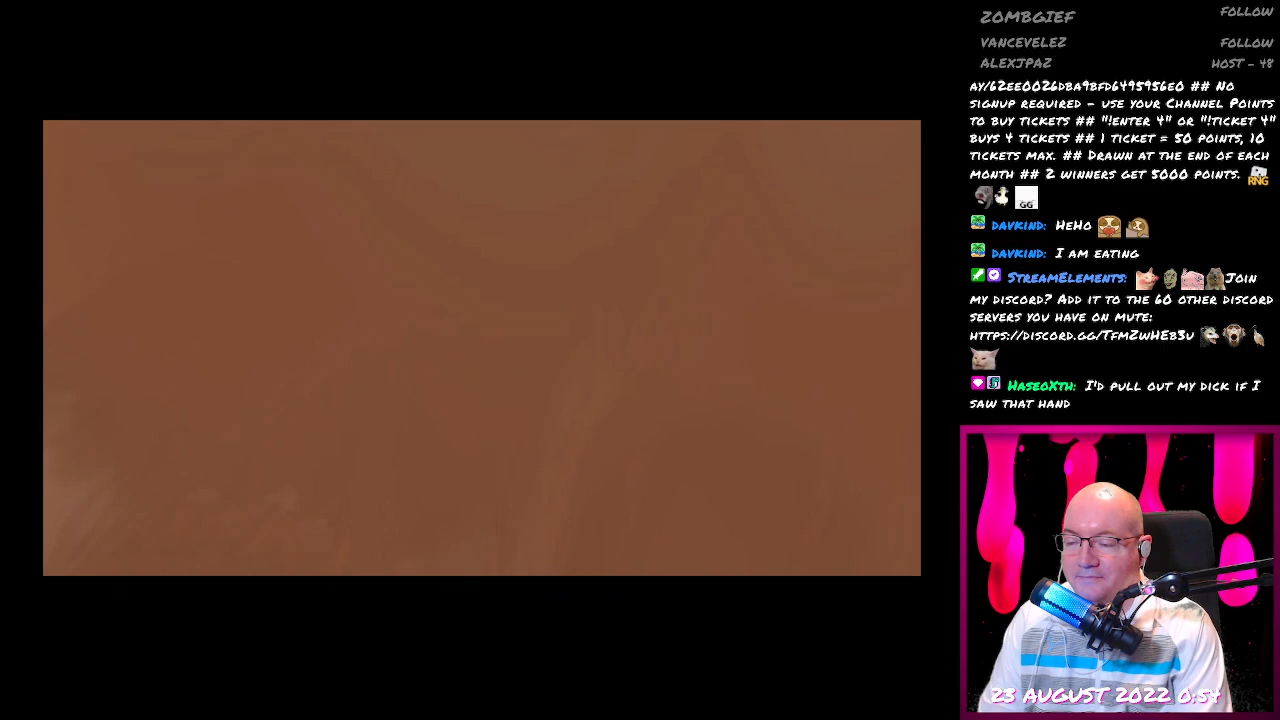 ZOMBGIEF FOLLOW
VANCEVELEZ FOLLOW
ALEXJPAZ HOST - 48
AY/62EE0026DBA9BFD6495956E0 ## NO
SIGNUP REQUIRED - USE YOUR CHANNEL POINTS
TO BUY TICKETS ## "!ENTER 4" OR "!TICKET 4"
BUYS 4 TICKETS ## 1 TICKET = 50 POINTS, 10
TICKETS MAX. ## DRAWN AT THE END OF EACH
MONTH ## 2 WINNERS GET 5000 POINTS. RNG
GG
DAVKIND: HEHO
DAVKIND: I AM EATING
STREAMELEMENTS: JOIN
MY DISCORD? ADD IT TO THE 60 OTHER DISCORD
SERVERS YOU HAVE ON MUTE:
HTTPS://DISCORD.GG/TFMZWHEB3U
HASEOXTH: I'D PULL OUT MY DICK IF I
SAW THAT HAND
23 AUGUST 2022 0:54